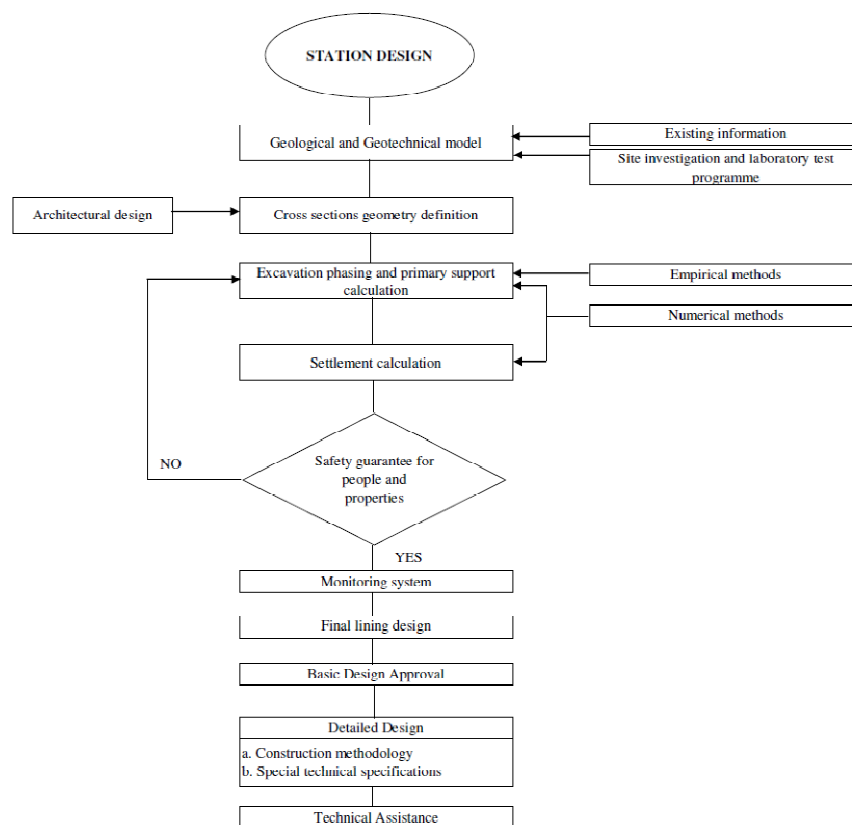 STATION DESIGN
Geological and Geotechnical model
Existing information
Site investigation and laboratory test
programme
Architectural design
Cross sections geometry definition
Excavation phasing and primary support
calculation
Empirical methods
Numerical methods
Settlement calculation
Safety guarantee for
people and
properties
NO
YES
Monitoring system
Final lining design
Basic Design Approval
Detailed Design
a. Construction methodology
b. Special technical specifications
Technical Assistance